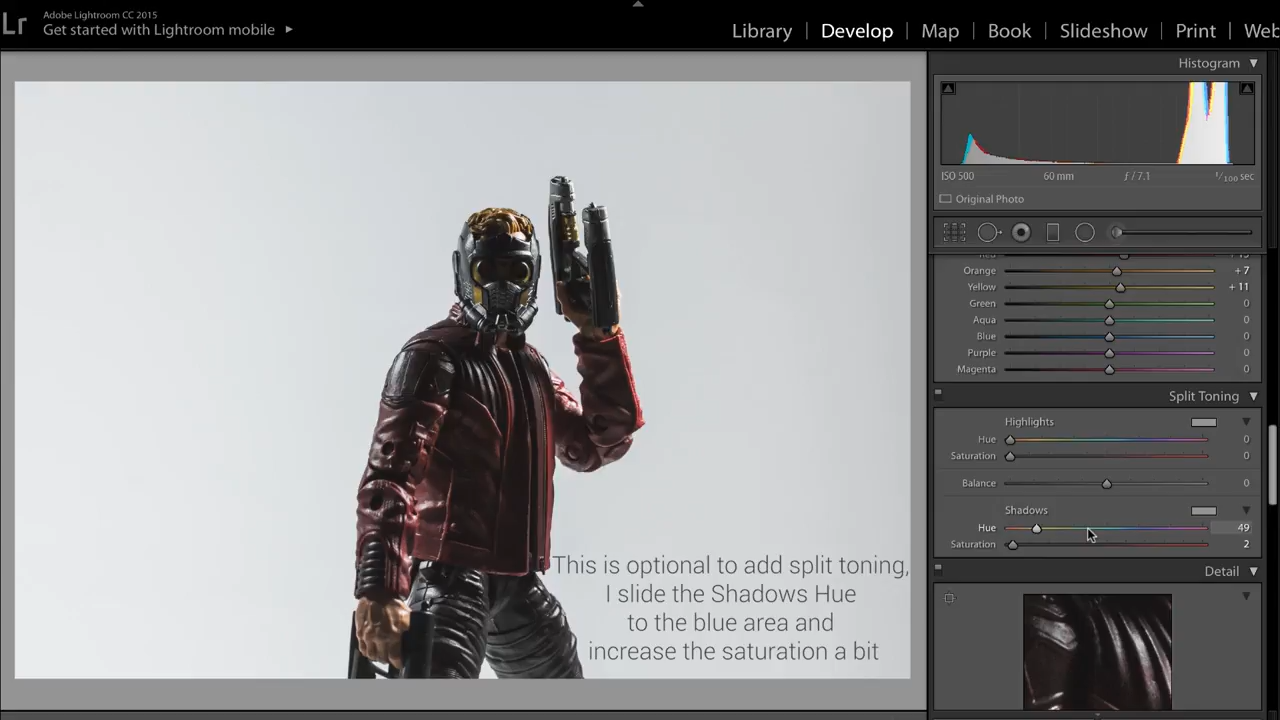 Lr
Adobe Lightroom CC 2015
Get started with Lightroom mobile
Library | Develop | Map | Book | Slideshow | Print | Web
Histogram
ISO 500 60 mm ƒ / 7.1 1/100 sec
Original Photo
Red +15
Orange +7
Yellow +11
Green 0
Aqua 0
Blue 0
Purple 0
Magenta 0
Split Toning
Highlights
Hue 0
Saturation 0
Balance 0
Shadows
Hue 49
Saturation 2
Detail
This is optional to add split toning,
I slide the Shadows Hue
to the blue area and
increase the saturation a bit